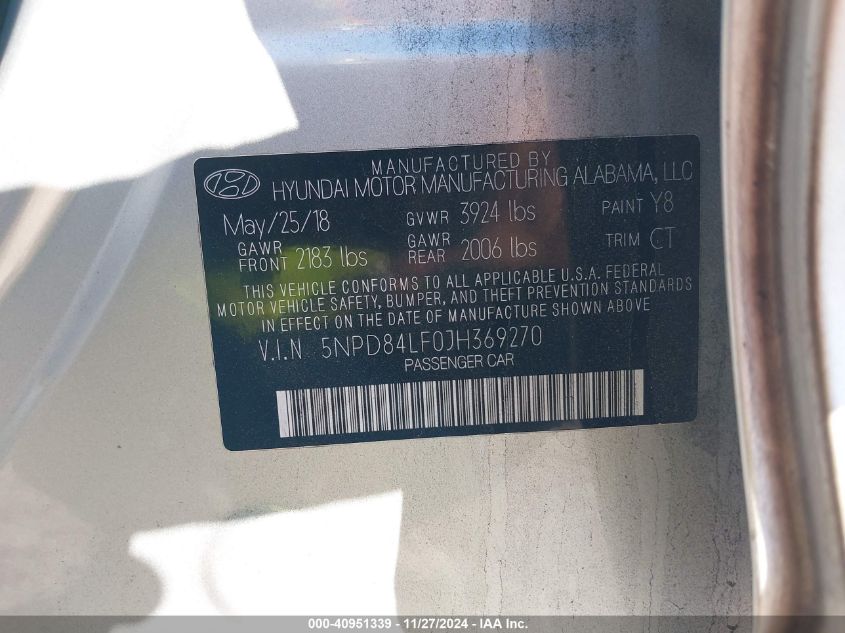 MANUFACTURED BY
HYUNDAI MOTOR MANUFACTURING ALABAMA, LLC
May/25/18 GVWR 3924 lbs PAINT Y8
GAWR FRONT 2183 lbs GAWR REAR 2006 lbs TRIM CT
THIS VEHICLE CONFORMS TO ALL APPLICABLE U.S.A. FEDERAL
MOTOR VEHICLE SAFETY, BUMPER, AND THEFT PREVENTION STANDARDS
IN EFFECT ON THE DATE OF MANUFACTURE SHOWN ABOVE
V.I.N 5NPD84LF0JH369270
PASSENGER CAR
000-40951339 - 11/27/2024 - IAA Inc.